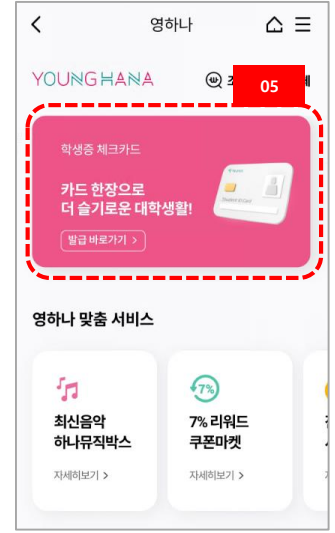 영하나
YOUNG HANA
05
학생증 체크카드
카드 한장으로
더 슬기로운 대학생활!
발급 바로가기 >
Student ID Card
영하나 맞춤 서비스
7%
최신음악
하나뮤직박스
자세히보기 >
7% 리워드
쿠폰마켓
자세히보기 >